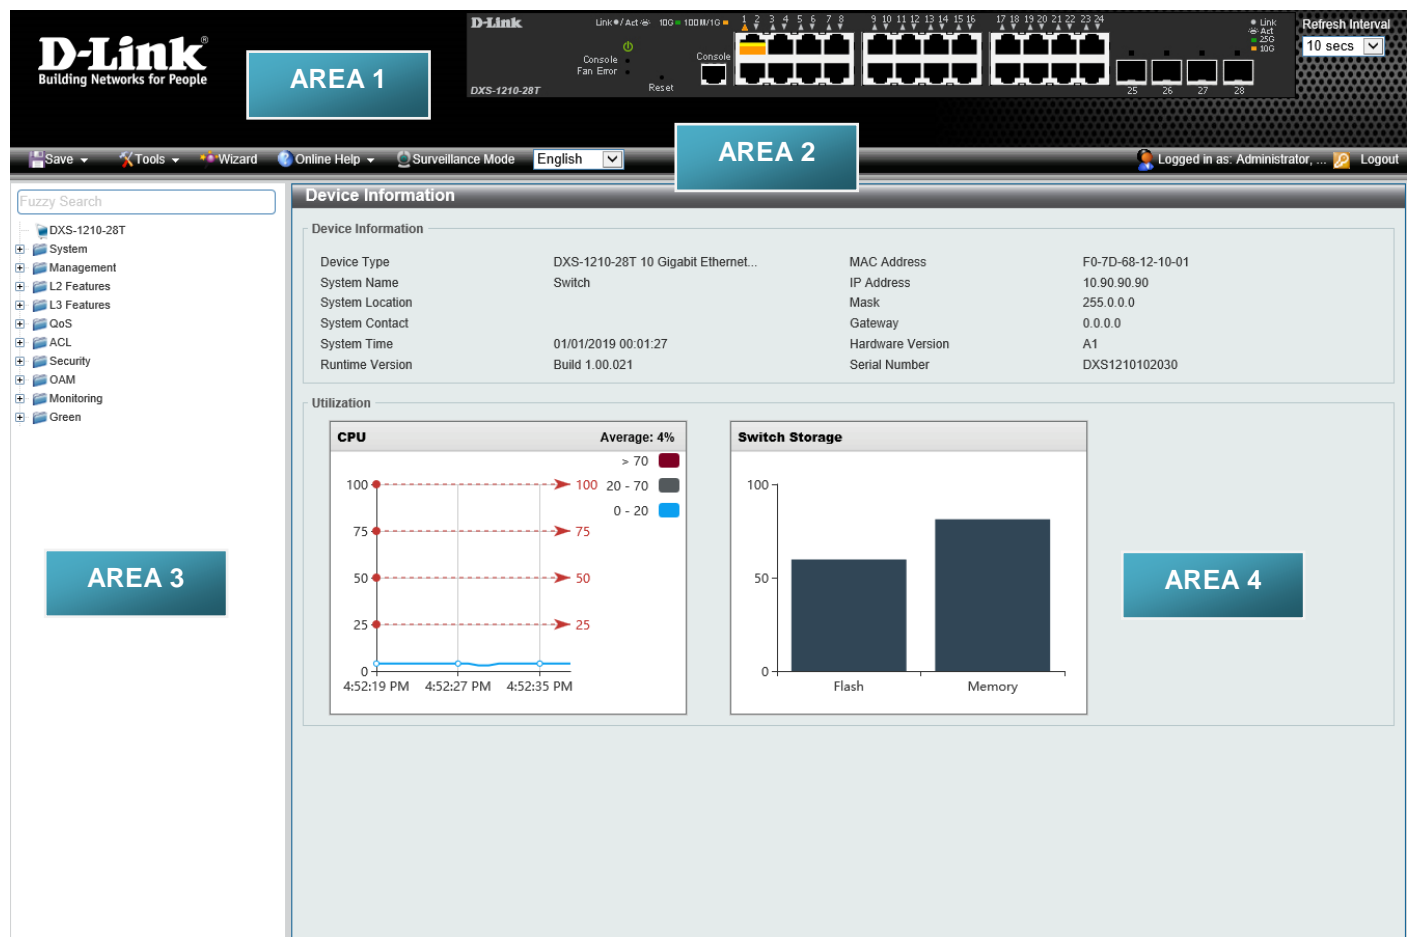 D-Link®
Building Networks for People
AREA 1
D-Link
Link /Act 10G 100M/1G
1 2 3 4 5 6 7 8 9 10 11 12 13 14 15 16 17 18 19 20 21 22 23 24
Console
Fan Error
Reset
Console
DXS-1210-28T
25 26 27 28
Link
Act
25G
10G
Refresh Interval
10 secs
Save Tools Wizard Online Help Surveillance Mode English
AREA 2
Logged in as: Administrator, ... Logout
Fuzzy Search
DXS-1210-28T
System
Management
L2 Features
L3 Features
QoS
ACL
Security
OAM
Monitoring
Green
AREA 3
Device Information
Device Information
Device Type DXS-1210-28T 10 Gigabit Ethernet... MAC Address F0-7D-68-12-10-01
System Name Switch IP Address 10.90.90.90
System Location Mask 255.0.0.0
System Contact Gateway 0.0.0.0
System Time 01/01/2019 00:01:27 Hardware Version A1
Runtime Version Build 1.00.021 Serial Number DXS1210102030
Utilization
CPU Average: 4%
> 70
20 - 70
0 - 20
100 100
75 75
50 50
25 25
0
4:52:19 PM 4:52:27 PM 4:52:35 PM
Switch Storage
100
50
0
Flash Memory
AREA 4